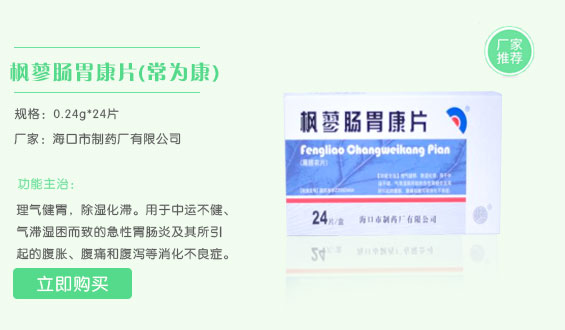 枫蓼肠胃康片(常为康)
规格：0.24g*24片
厂家：海口市制药厂有限公司
功能主治：
理气健胃，除湿化滞。用于中运不健、
气滞湿困而致的急性胃肠炎及其所引
起的腹胀、腹痛和腹泻等消化不良症。
立即购买
厂家
推荐
枫蓼肠胃康片
Fengliao Changweikang Pian
24片/盒
海口市制药厂有限公司